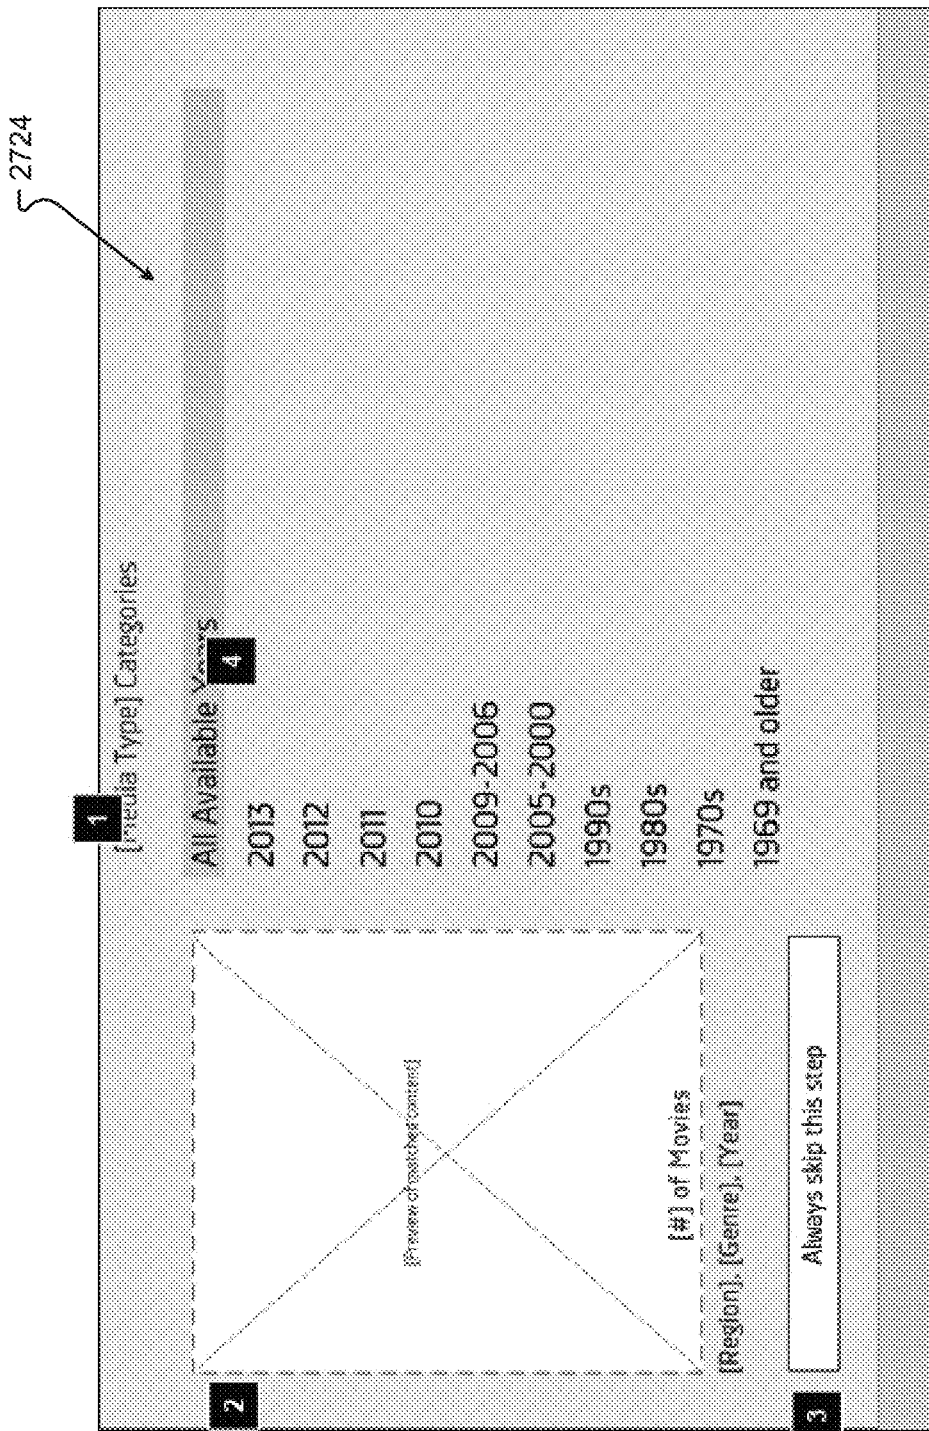 2724
1
[Media Type] Categories
2
[Preview of matched content]
[#] of Movies
[Region], [Genre], [Year]
3
Always skip this step
All Available Years
4
2013
2012
2011
2010
2009-2006
2005-2000
1990s
1980s
1970s
1969 and older